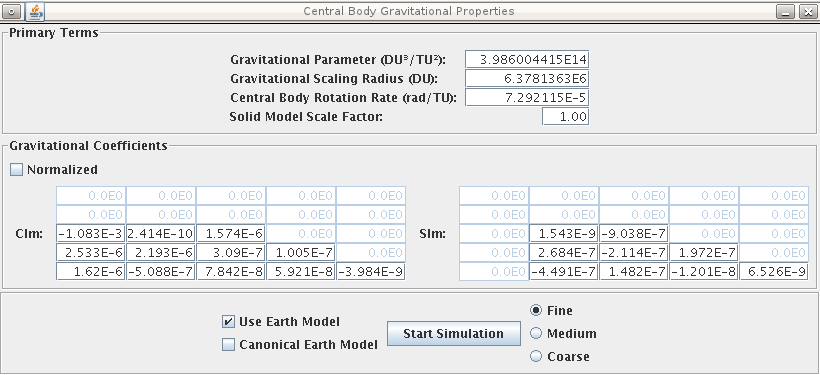 Central Body Gravitational Properties
Primary Terms
Gravitational Parameter (DU³/TU²): 3.986004415E14
Gravitational Scaling Radius (DU): 6.3781363E6
Central Body Rotation Rate (rad/TU): 7.292115E-5
Solid Model Scale Factor: 1.00
Gravitational Coefficients
Normalized
0.0E0 0.0E0 0.0E0 0.0E0 0.0E0 0.0E0 0.0E0 0.0E0 0.0E0 0.0E0
0.0E0 0.0E0 0.0E0 0.0E0 0.0E0 0.0E0 0.0E0 0.0E0 0.0E0 0.0E0
Clm: -1.083E-3 2.414E-10 1.574E-6 0.0E0 0.0E0 Slm: 0.0E0 1.543E-9 -9.038E-7 0.0E0 0.0E0
2.533E-6 2.193E-6 3.09E-7 1.005E-7 0.0E0 0.0E0 2.684E-7 -2.114E-7 1.972E-7 0.0E0
1.62E-6 -5.088E-7 7.842E-8 5.921E-8 -3.984E-9 0.0E0 -4.491E-7 1.482E-7 -1.201E-8 6.526E-9
Use Earth Model
Canonical Earth Model
Start Simulation
Fine
Medium
Coarse